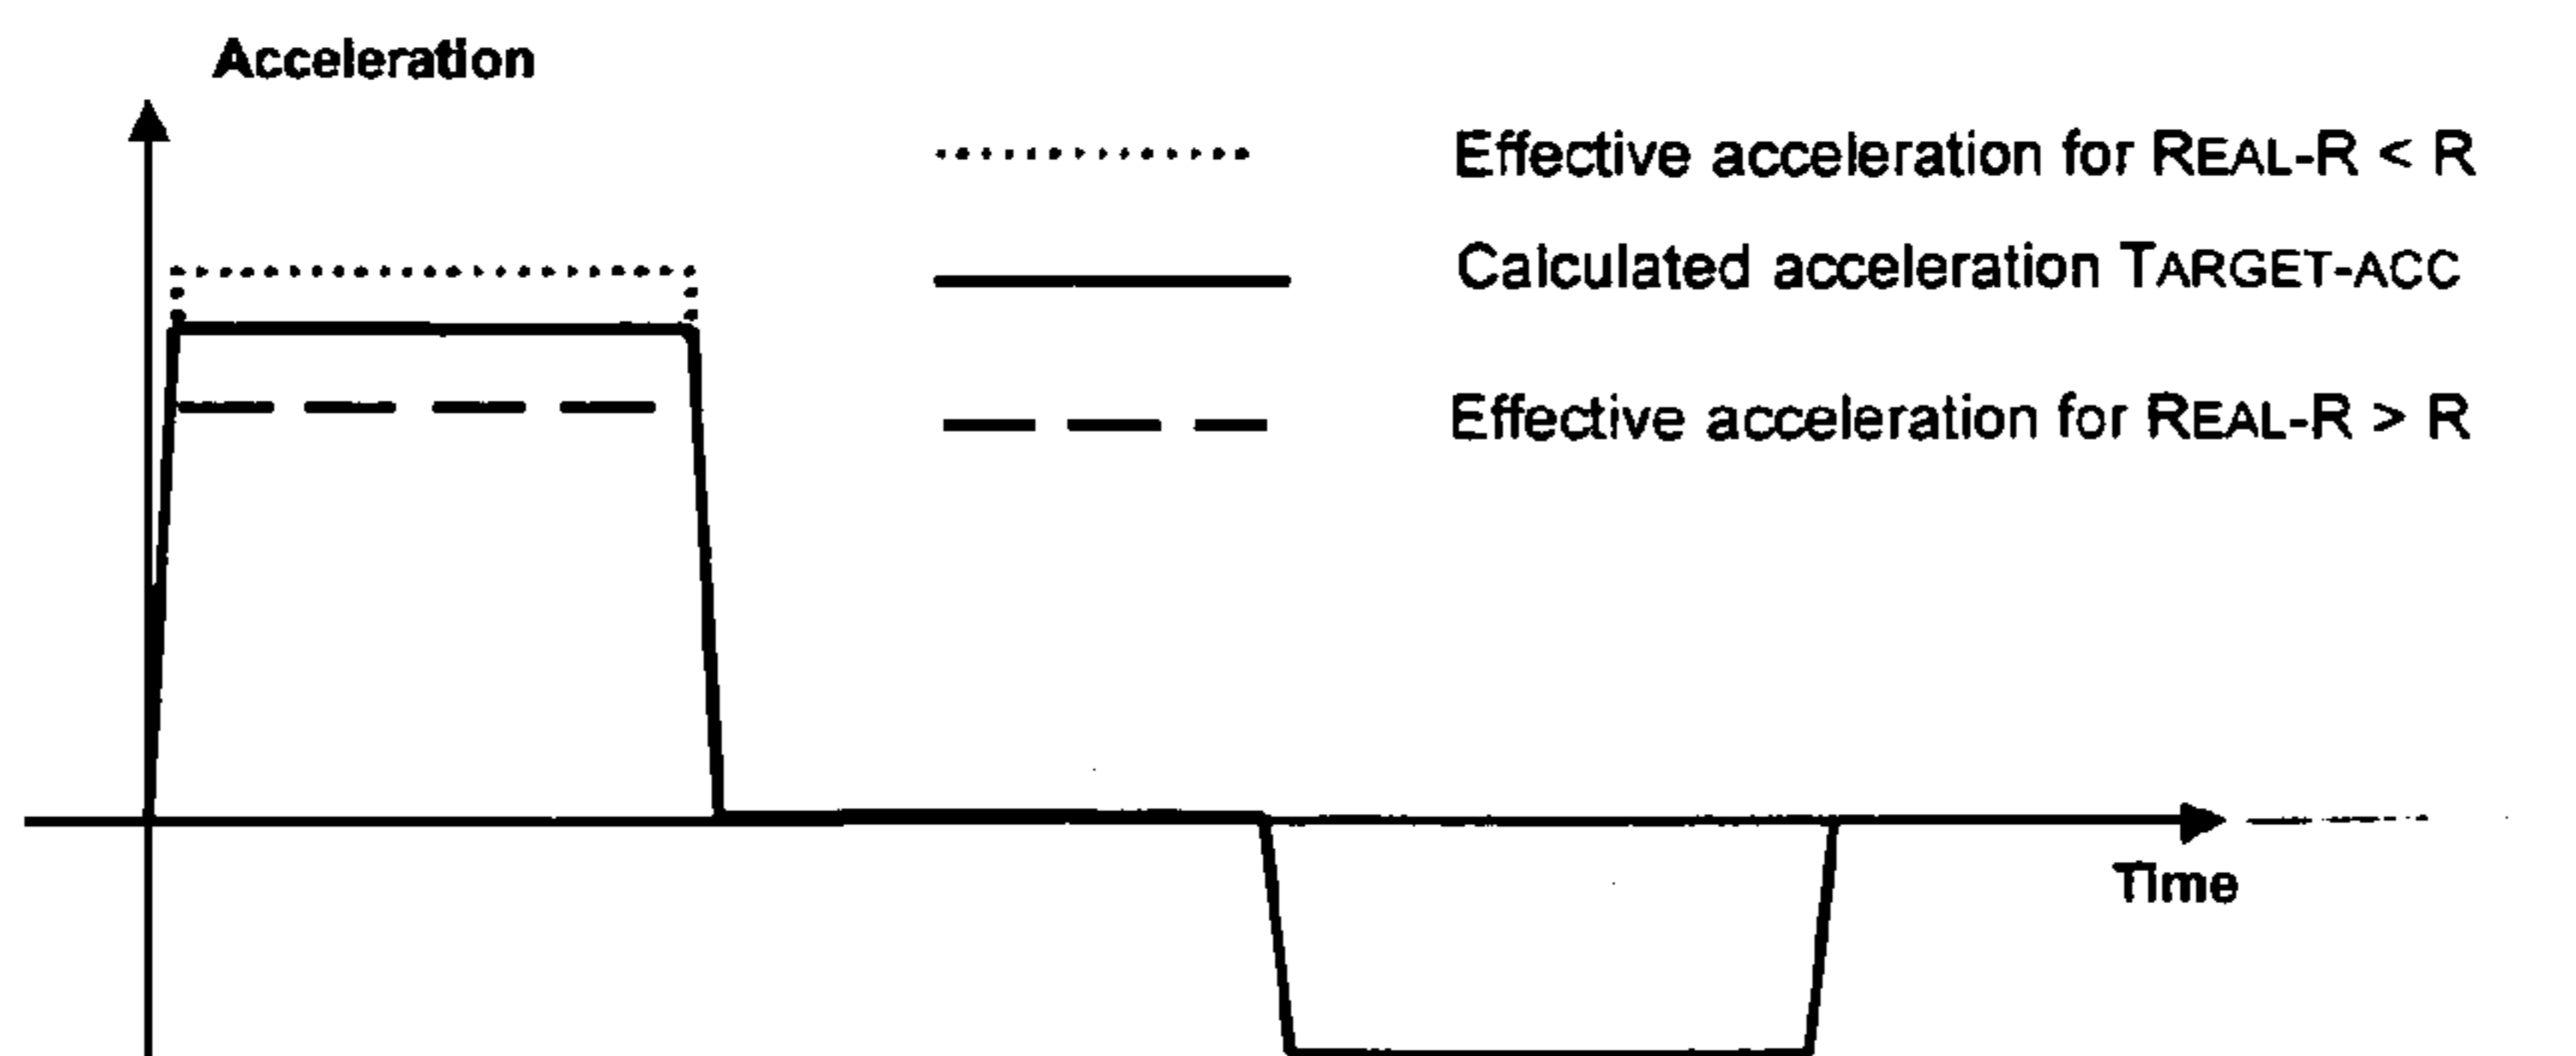 Acceleration
Effective acceleration for REAL-R < R
Calculated acceleration TARGET-ACC
Effective acceleration for REAL-R > R
Time